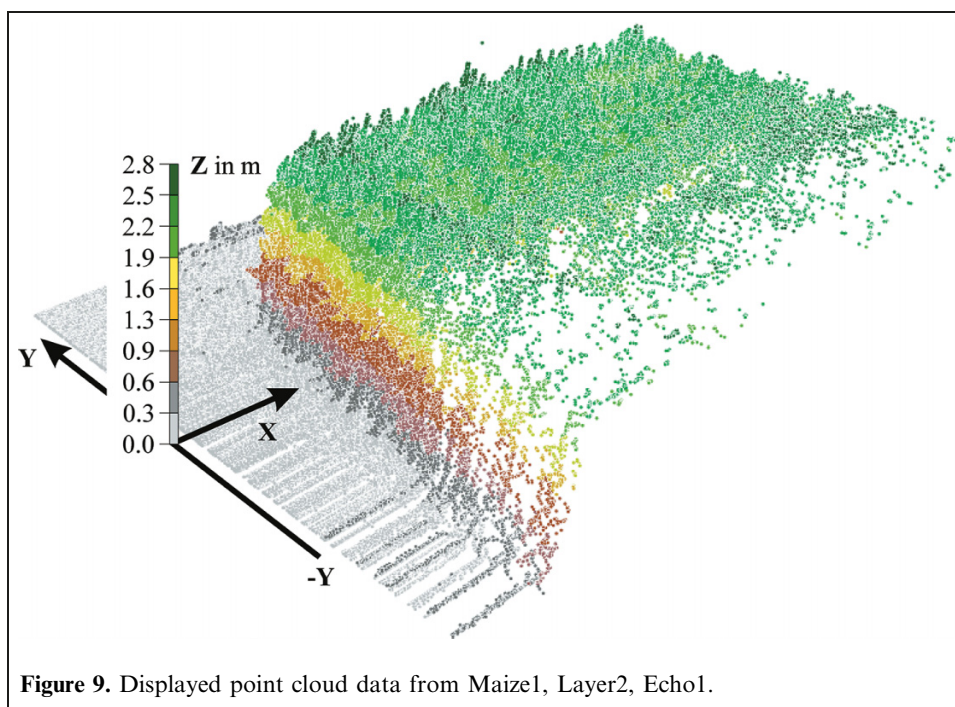 2.8 Z in m
2.5
2.2
1.9
1.6
1.3
0.9
0.6
0.3
0.0
Y
X
-Y
Figure 9. Displayed point cloud data from Maize1, Layer2, Echo1.